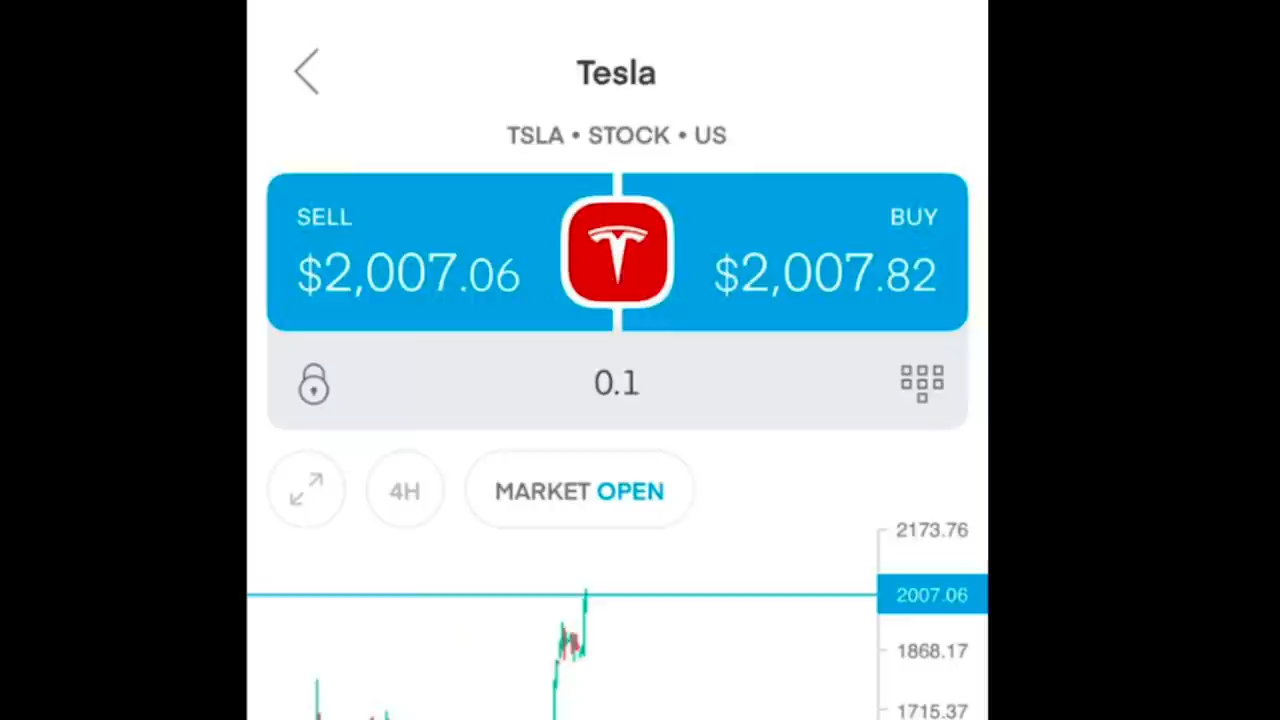 Tesla
TSLA • STOCK • US
SELL
BUY
$2,007.06
$2,007.82
0.1
4H
MARKET OPEN
2173.76
2007.06
1868.17
1715.37